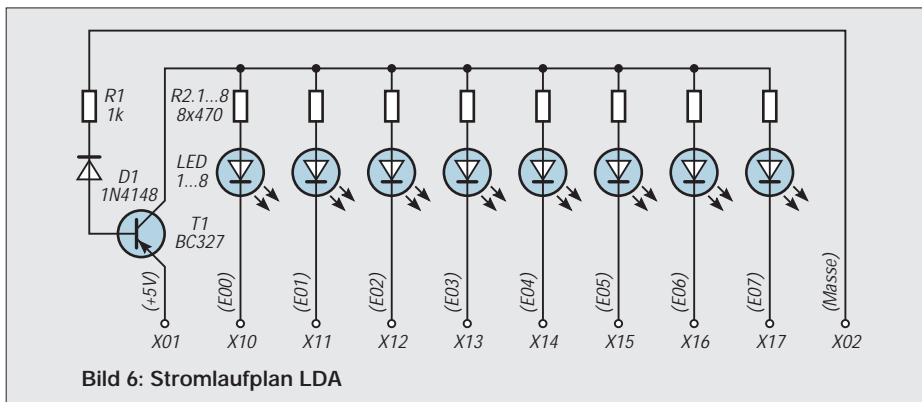 R1
1k
R2.1...8
8x470
D1
1N4148
LED
1...8
T1
BC327
(+5V)
(E00)
(E01)
(E02)
(E03)
(E04)
(E05)
(E06)
(E07)
(Masse)
X01
X10
X11
X12
X13
X14
X15
X16
X17
X02
Bild 6: Stromlaufplan LDA